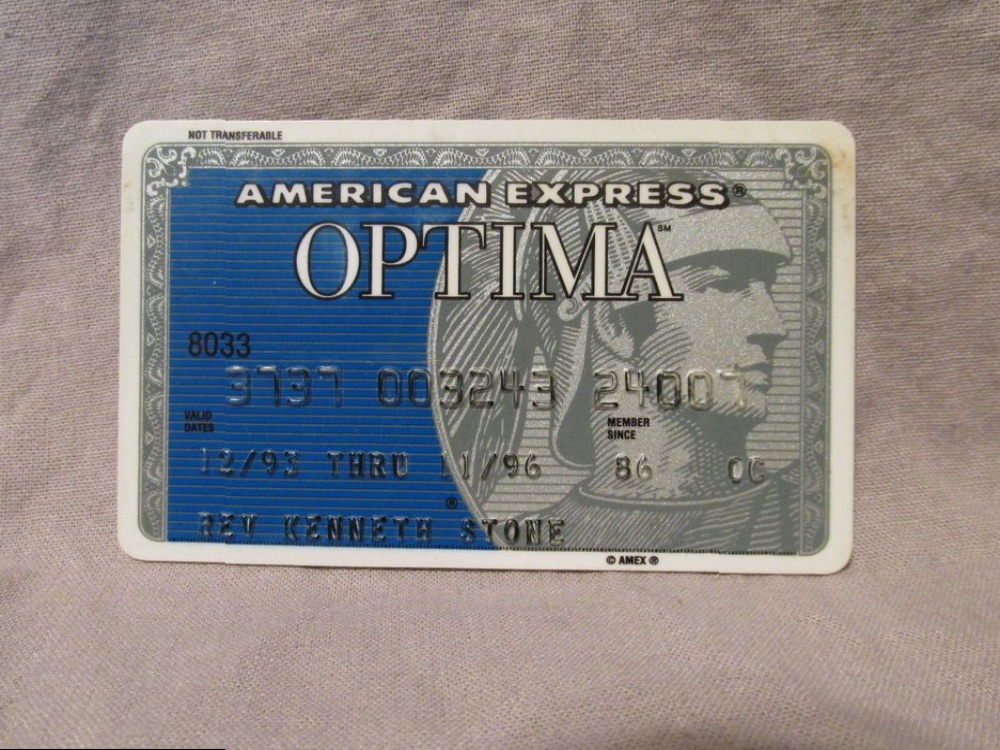 NOT TRANSFERABLE
AMERICAN EXPRESS®
OPTIMA℠
8033
3737 003243 24007
VALID
DATES
MEMBER
SINCE
12/93 THRU 11/96 86 OC
®
REV KENNETH STONE
© AMEX ®